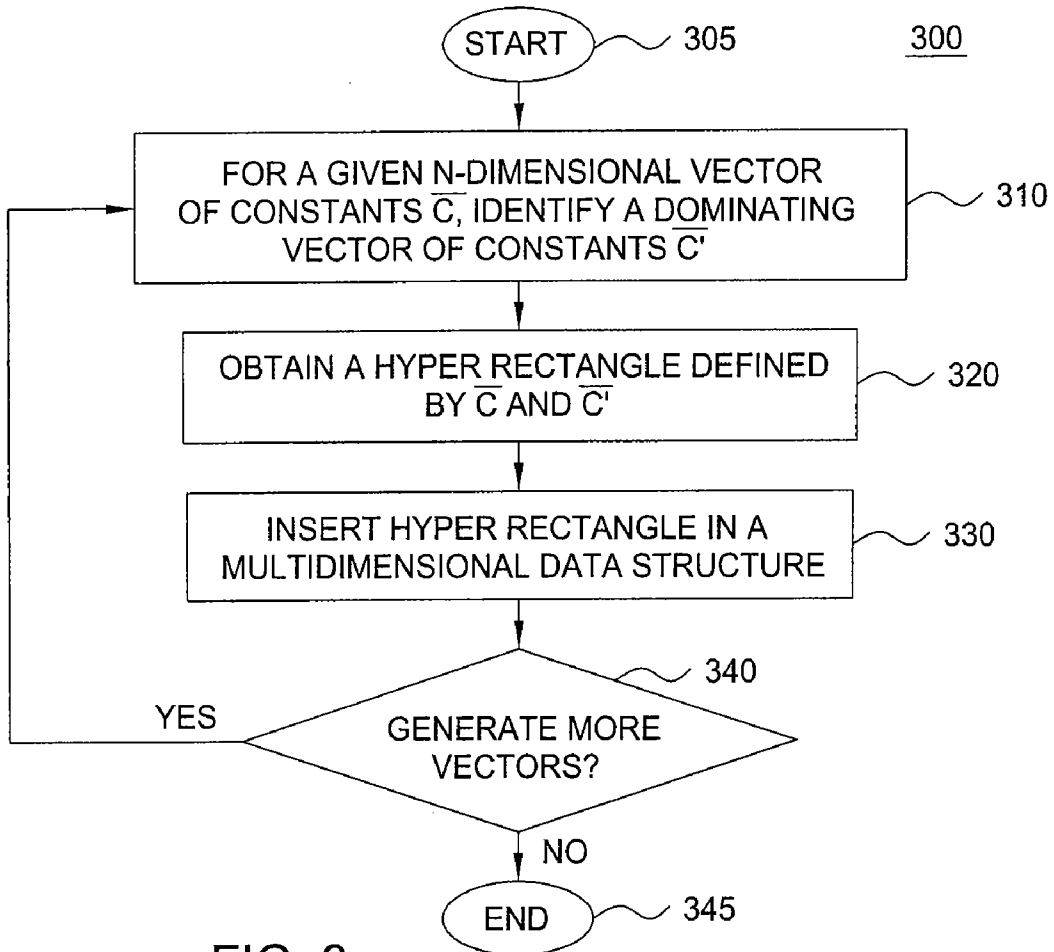 START
305
300
FOR A GIVEN N-DIMENSIONAL VECTOR
OF CONSTANTS C̅, IDENTIFY A DOMINATING
VECTOR OF CONSTANTS C̅'
310
OBTAIN A HYPER RECTANGLE DEFINED
BY C̅ AND C̅'
320
INSERT HYPER RECTANGLE IN A
MULTIDIMENSIONAL DATA STRUCTURE
330
340
YES
GENERATE MORE
VECTORS?
NO
END
345